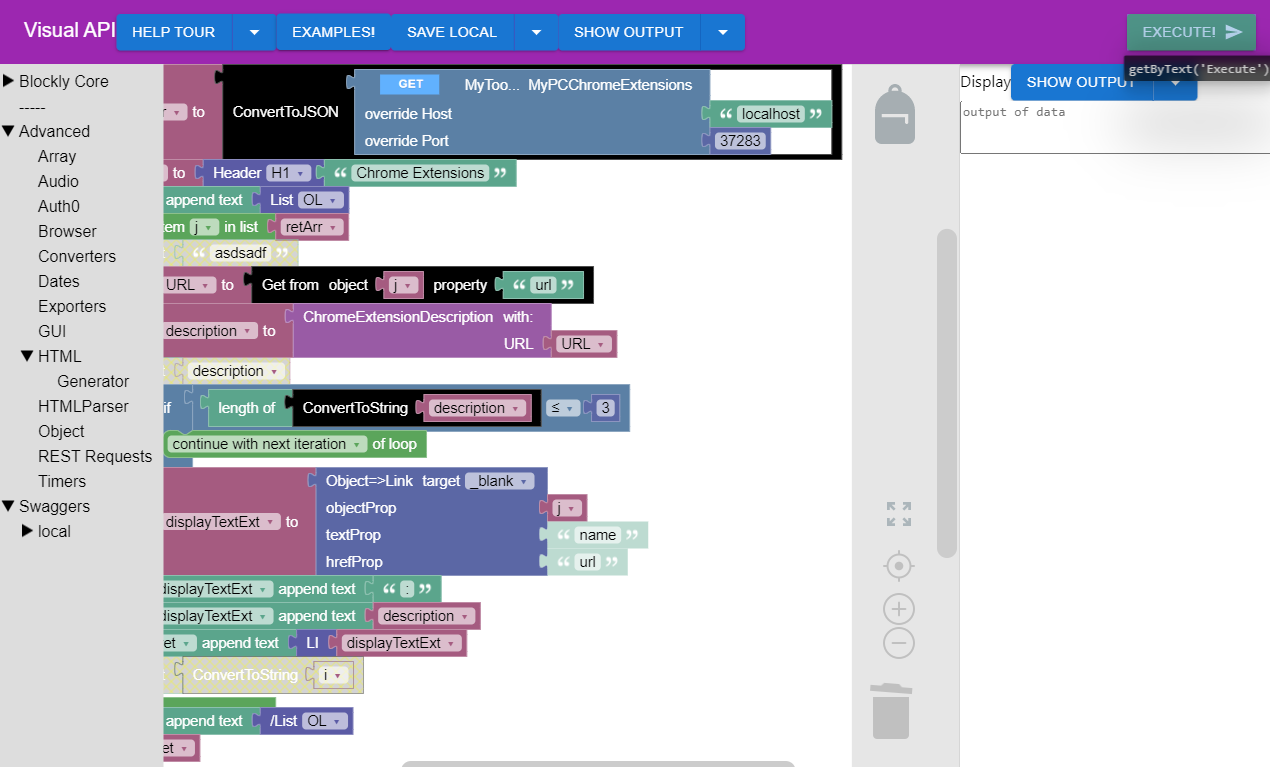 Visual API
HELP TOUR
EXAMPLES!
SAVE LOCAL
SHOW OUTPUT
EXECUTE!
getByText('Execute')
Blockly Core
-----
Advanced
Array
Audio
Auth0
Browser
Converters
Dates
Exporters
GUI
HTML
Generator
HTMLParser
Object
REST Requests
Timers
Swaggers
local
GET MyToo... MyPCChromeExtensions
r to ConvertToJSON
override Host “ localhost ”
override Port 37283
to Header H1 “ Chrome Extensions ”
append text List OL
tem j in list retArr
“ asdsadf ”
URL to Get from object j property “ url ”
description to ChromeExtensionDescription with:
URL URL
description
if length of ConvertToString description ≤ 3
continue with next iteration of loop
displayTextExt to Object=>Link target _blank
objectProp j
textProp “ name ”
hrefProp “ url ”
displayTextExt append text “ : ”
displayTextExt append text description
et append text LI displayTextExt
ConvertToString i
append text /List OL
et
Display SHOW OUTPUT
output of data